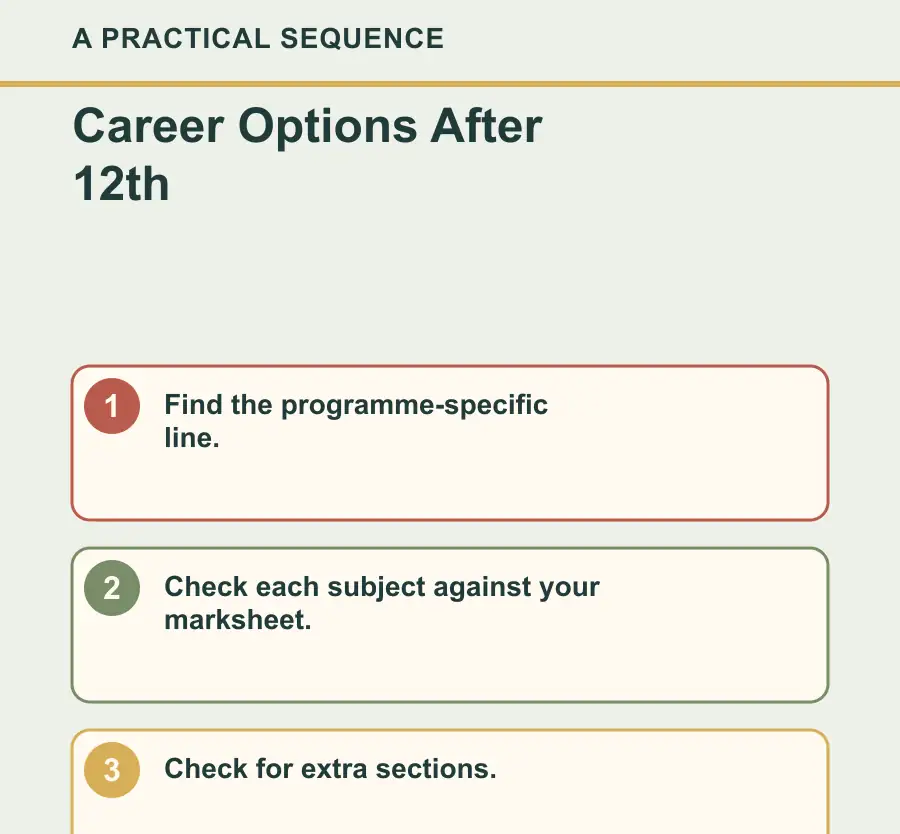 A PRACTICAL SEQUENCE
Career Options After
12th
1
Find the programme-specific
line.
2
Check each subject against your
marksheet.
3
Check for extra sections.